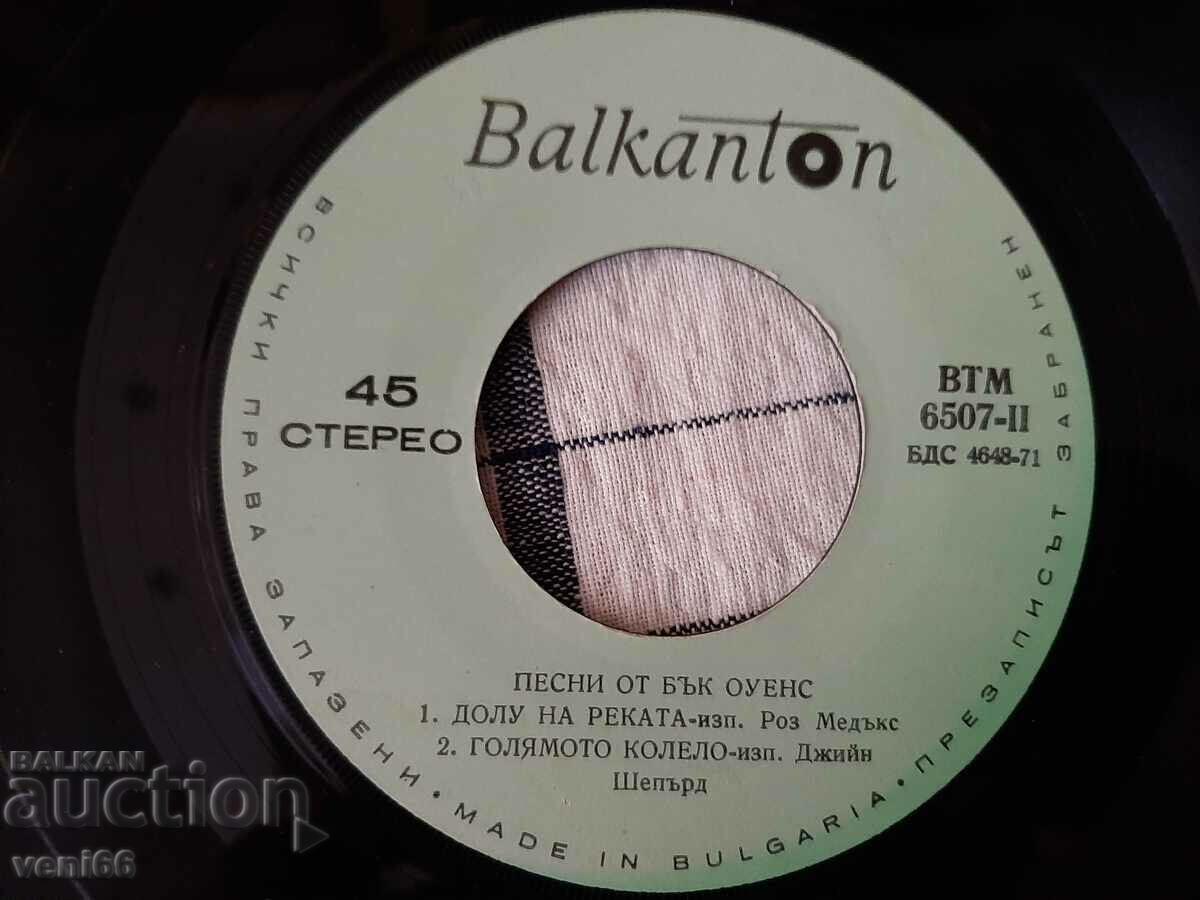 Balkanton
45
СТЕРЕО
ВТМ
6507-II
БДС 4648-71
ПЕСНИ ОТ БЪК ОУЕНС
1. ДОЛУ НА РЕКАТА-изп. Роз Медъкс
2. ГОЛЯМОТО КОЛЕЛО-изп. Джийн
Шепърд
ВСИЧКИ ПРАВА ЗАПАЗЕНИ • MADE IN BULGARIA • ПРЕЗАПИСЪТ ЗАБРАНЕН
BALKAN
auction
veni66